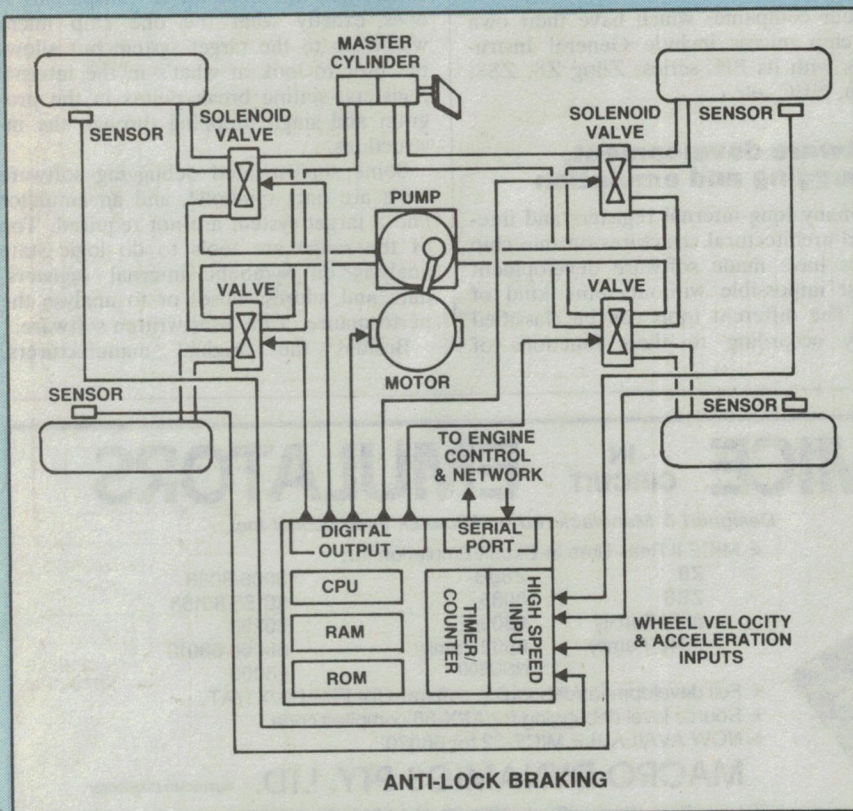 MASTER
CYLINDER
SENSOR
SOLENOID
VALVE
SOLENOID
VALVE
SENSOR
PUMP
VALVE
VALVE
MOTOR
SENSOR
SENSOR
TO ENGINE
CONTROL
& NETWORK
DIGITAL
OUTPUT
SERIAL
PORT
CPU
RAM
ROM
TIMER/
COUNTER
HIGH SPEED
INPUT
WHEEL VELOCITY
& ACCELERATION
INPUTS
ANTI-LOCK BRAKING